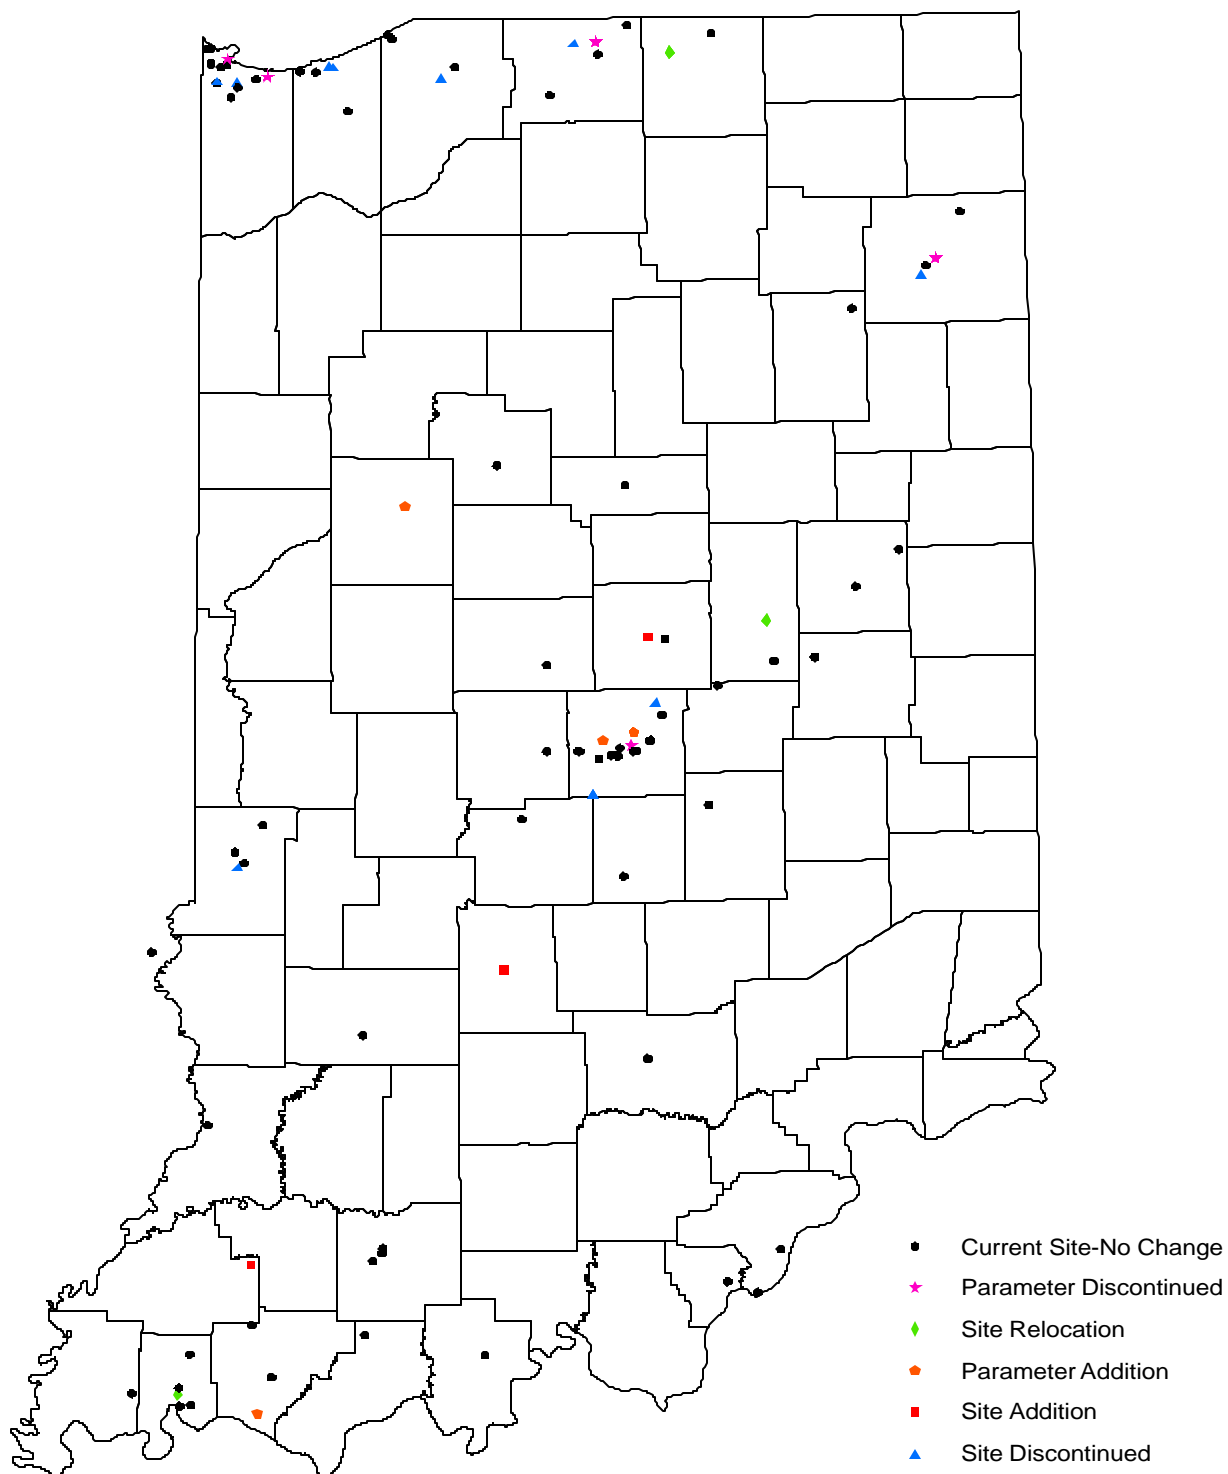 Current Site-No Change
Parameter Discontinued
Site Relocation
Parameter Addition
Site Addition
Site Discontinued